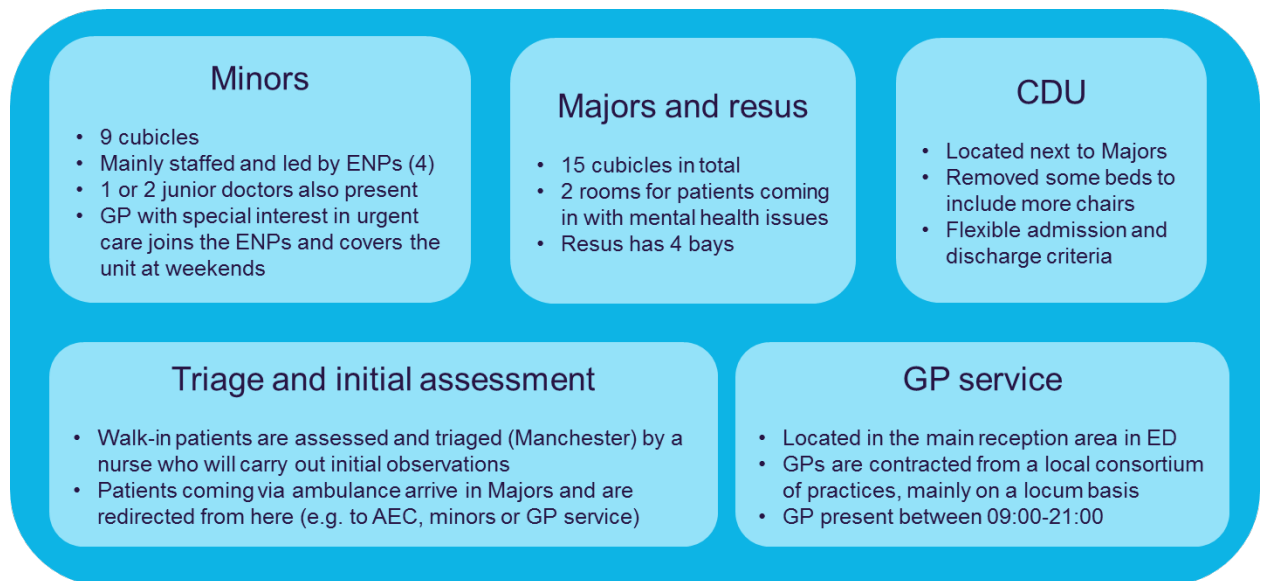 Minors
• 9 cubicles
• Mainly staffed and led by ENPs (4)
• 1 or 2 junior doctors also present
• GP with special interest in urgent
care joins the ENPs and covers the
unit at weekends
Majors and resus
• 15 cubicles in total
• 2 rooms for patients coming
in with mental health issues
• Resus has 4 bays
CDU
• Located next to Majors
• Removed some beds to
include more chairs
• Flexible admission and
discharge criteria
Triage and initial assessment
• Walk-in patients are assessed and triaged (Manchester) by a
nurse who will carry out initial observations
• Patients coming via ambulance arrive in Majors and are
redirected from here (e.g. to AEC, minors or GP service)
GP service
• Located in the main reception area in ED
• GPs are contracted from a local consortium
of practices, mainly on a locum basis
• GP present between 09:00-21:00